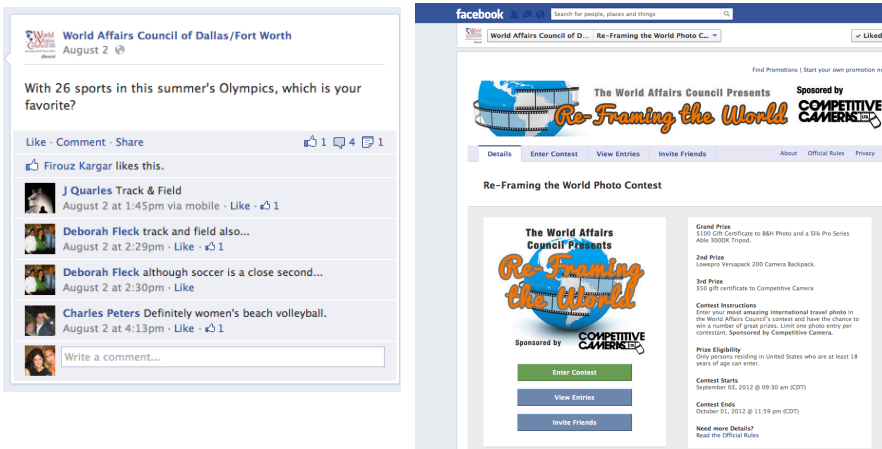 World Affairs Council of Dallas/Fort Worth
August 2
With 26 sports in this summer's Olympics, which is your
favorite?
Like · Comment · Share
1 4 1
Firouz Kargar likes this.
J Quarles Track & Field
August 2 at 1:45pm via mobile · Like · 1
Deborah Fleck track and field also...
August 2 at 2:29pm · Like · 1
Deborah Fleck although soccer is a close second...
August 2 at 2:30pm · Like
Charles Peters Definitely women's beach volleyball.
August 2 at 4:13pm · Like · 1
Write a comment...
facebook
Search for people, places and things
World Affairs Council of D... Re-Framing the World Photo C...
✓ Liked
Find Promotions | Start your own promotion n
The World Affairs Council Presents
Re-Framing the World
Sposored by
COMPETITIVE
CAMERAS
Details Enter Contest View Entries Invite Friends
About Official Rules Privacy
Re-Framing the World Photo Contest
The World Affairs
Council Presents
Re-Framing
the World
Sponsored by
COMPETITIVE
CAMERAS
Enter Contest
View Entries
Invite Friends
Grand Prize
$100 Gift Certificate to B&H Photo and a Slik Pro Series
Able 300DX Tripod.
2nd Prize
Lowepro Versapack 200 Camera Backpack.
3rd Prize
$50 gift certificate to Competitive Camera
Contest Instructions
Enter your most amazing international travel photo in
the World Affairs Council's contest and have the chance to
win a number of great prizes. Limit one photo entry per
contestant. Sponsored by Competitive Camera.
Prize Eligibility
Only persons residing in United States who are at least 18
years of age can enter.
Contest Starts
September 03, 2012 @ 09:30 am (CDT)
Contest Ends
October 01, 2012 @ 11:59 pm (CDT)
Need more Details?
Read the Official Rules